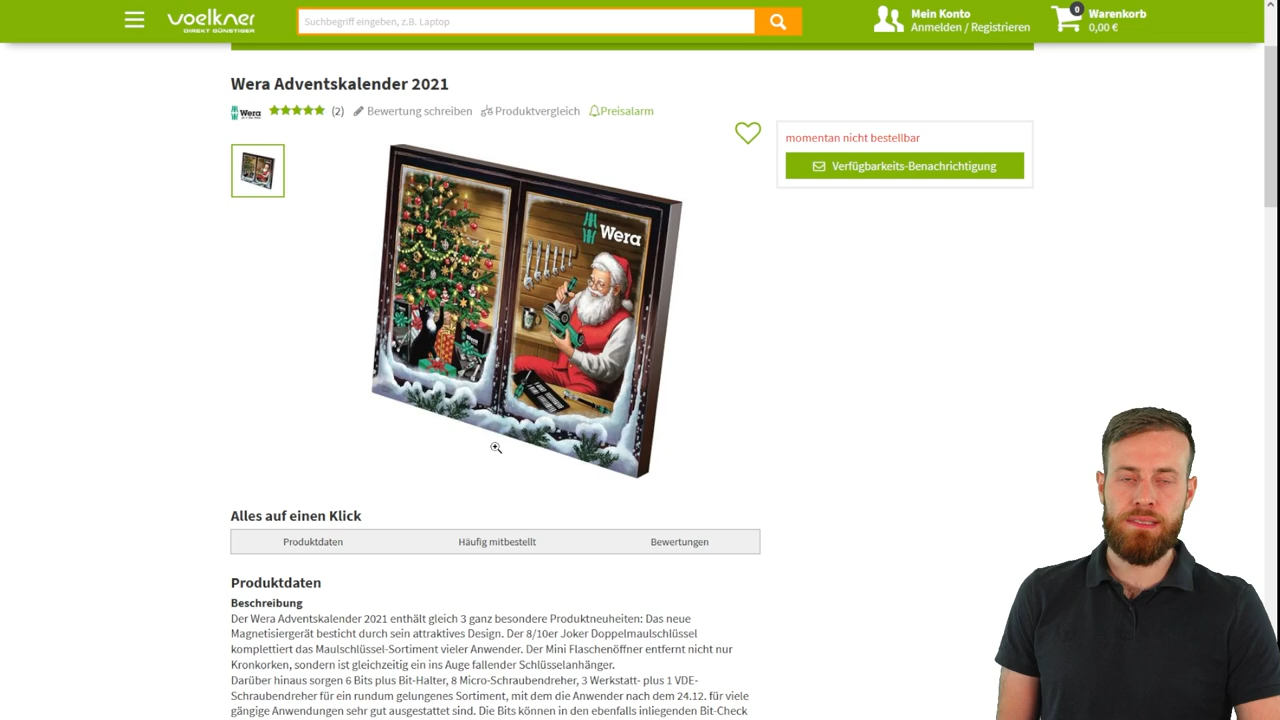 voelkner
DIREKT GÜNSTIGER
Suchbegriff eingeben, z.B. Laptop
Mein Konto
Anmelden / Registrieren
0
Warenkorb
0,00 €
Wera Adventskalender 2021
Wera
(2)
Bewertung schreiben
Produktvergleich
Preisalarm
momentan nicht bestellbar
Verfügbarkeits-Benachrichtigung
Wera
Alles auf einen Klick
Produktdaten
Häufig mitbestellt
Bewertungen
Produktdaten
Beschreibung
Der Wera Adventskalender 2021 enthält gleich 3 ganz besondere Produktneuheiten: Das neue
Magnetisiergerät besticht durch sein attraktives Design. Der 8/10er Joker Doppelmaulschlüssel
komplettiert das Maulschlüssel-Sortiment vieler Anwender. Der Mini Flaschenöffner entfernt nicht nur
Kronkorken, sondern ist gleichzeitig ein ins Auge fallender Schlüsselanhänger.
Darüber hinaus sorgen 6 Bits plus Bit-Halter, 8 Micro-Schraubendreher, 3 Werkstatt- plus 1 VDE-
Schraubendreher für ein rundum gelungenes Sortiment, mit dem die Anwender nach dem 24.12. für viele
gängige Anwendungen sehr gut ausgestattet sind. Die Bits können in den ebenfalls inliegenden Bit-Check